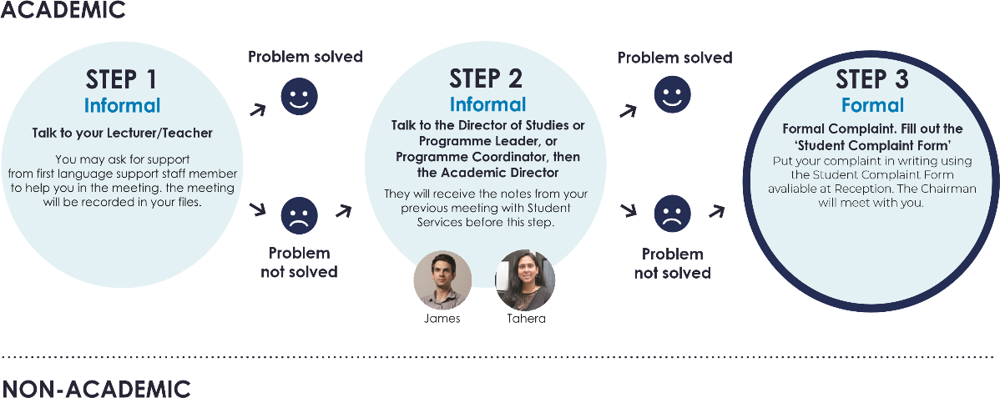 ACADEMIC
STEP 1
Informal
Talk to your Lecturer/Teacher
You may ask for support
from first language support staff member
to help you in the meeting. the meeting
will be recorded in your files.
Problem solved
Problem
not solved
STEP 2
Informal
Talk to the Director of Studies or
Programme Leader, or
Programme Coordinator, then
the Academic Director
They will receive the notes from your
previous meeting with Student
Services before this step.
James
Tahera
Problem solved
Problem
not solved
STEP 3
Formal
Formal Complaint. Fill out the
‘Student Complaint Form’
Put your complaint in writing using
the Student Complaint Form
avaliable at Reception. The Chairman
will meet with you.
NON-ACADEMIC